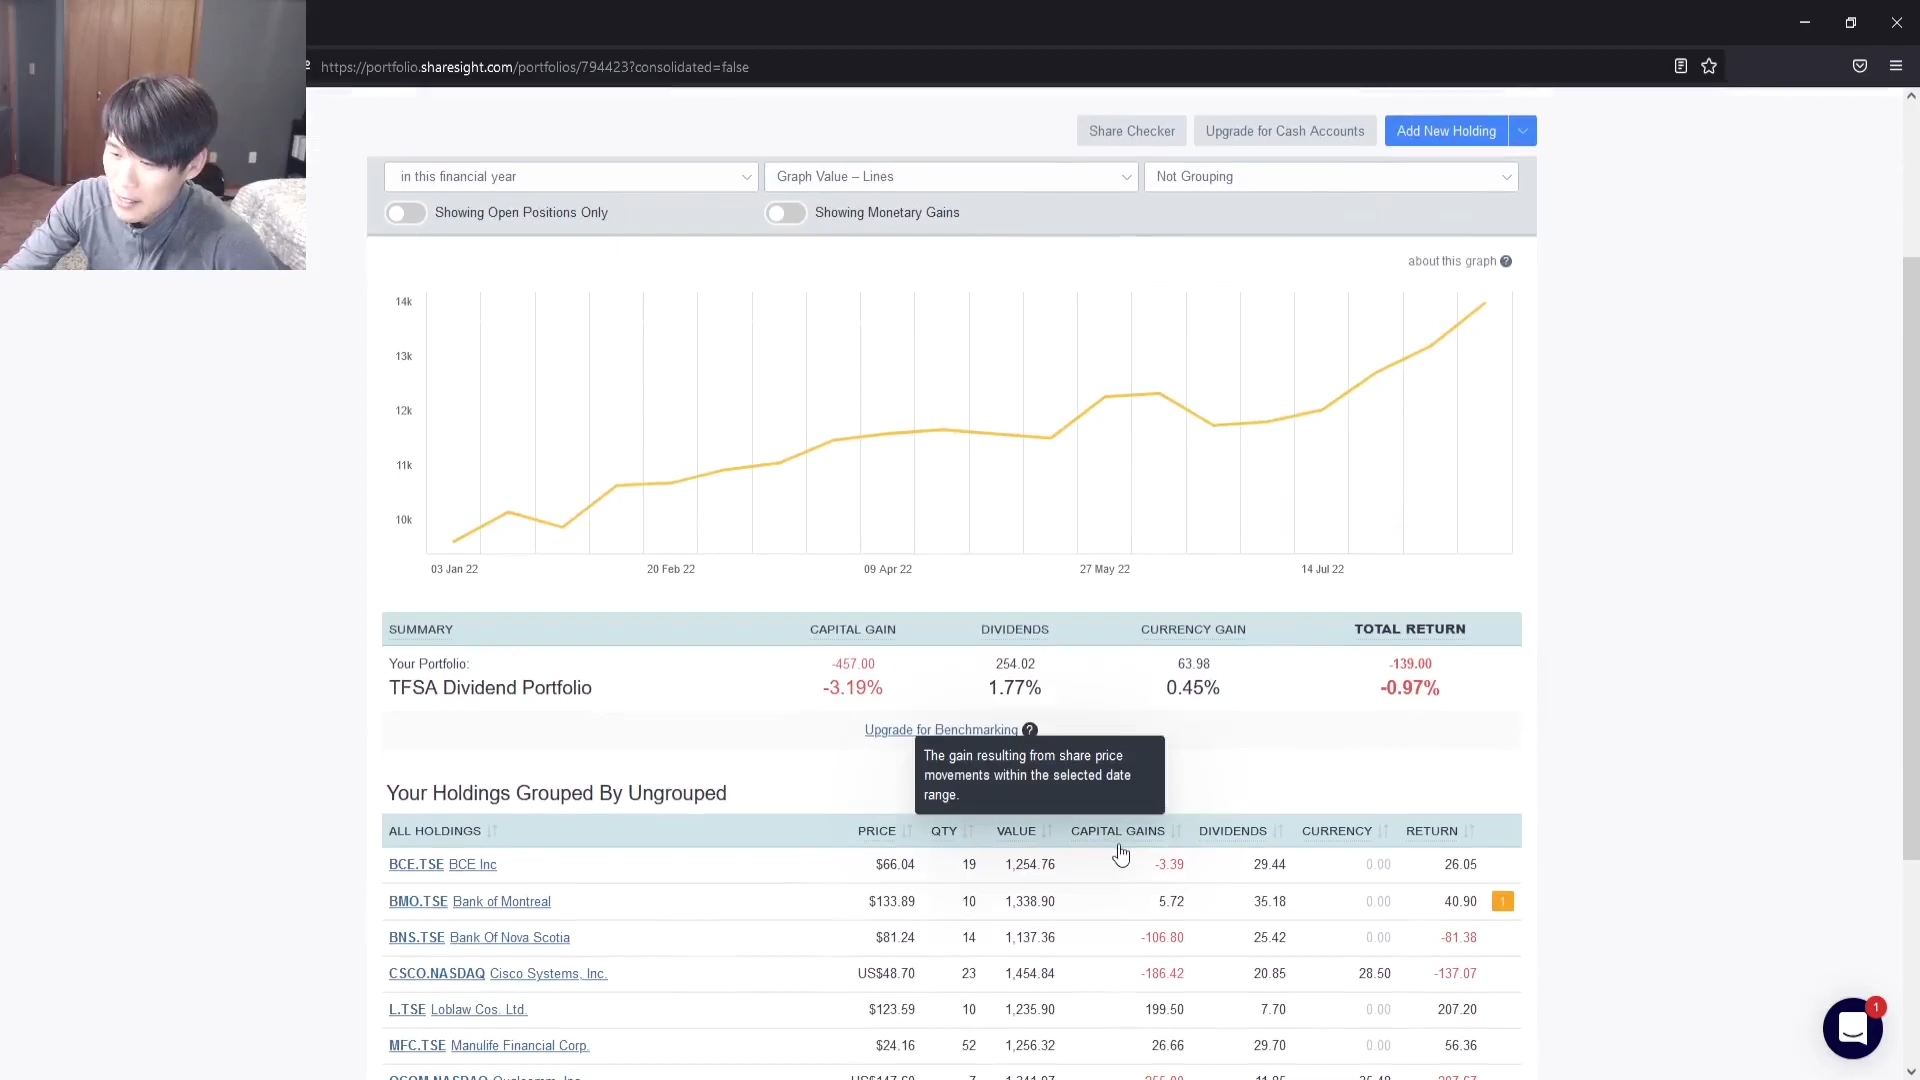 https://portfolio.sharesight.com/portfolios/794423?consolidated=false
Share Checker
Upgrade for Cash Accounts
Add New Holding
in this financial year
Graph Value – Lines
Not Grouping
Showing Open Positions Only
Showing Monetary Gains
about this graph ?
14k
13k
12k
11k
10k
03 Jan 22
20 Feb 22
09 Apr 22
27 May 22
14 Jul 22
SUMMARY CAPITAL GAIN DIVIDENDS CURRENCY GAIN TOTAL RETURN
Your Portfolio: -457.00 254.02 63.98 -139.00
TFSA Dividend Portfolio -3.19% 1.77% 0.45% -0.97%
Upgrade for Benchmarking ?
The gain resulting from share price
movements within the selected date
range.
Your Holdings Grouped By Ungrouped
ALL HOLDINGS PRICE QTY VALUE CAPITAL GAINS DIVIDENDS CURRENCY RETURN
BCE.TSE BCE Inc $66.04 19 1,254.76 -3.39 29.44 0.00 26.05
BMO.TSE Bank of Montreal $133.89 10 1,338.90 5.72 35.18 0.00 40.90 1
BNS.TSE Bank Of Nova Scotia $81.24 14 1,137.36 -106.80 25.42 0.00 -81.38
CSCO.NASDAQ Cisco Systems, Inc. US$48.70 23 1,454.84 -186.42 20.85 28.50 -137.07
L.TSE Loblaw Cos. Ltd. $123.59 10 1,235.90 199.50 7.70 0.00 207.20
1
MFC.TSE Manulife Financial Corp. $24.16 52 1,256.32 26.66 29.70 0.00 56.36